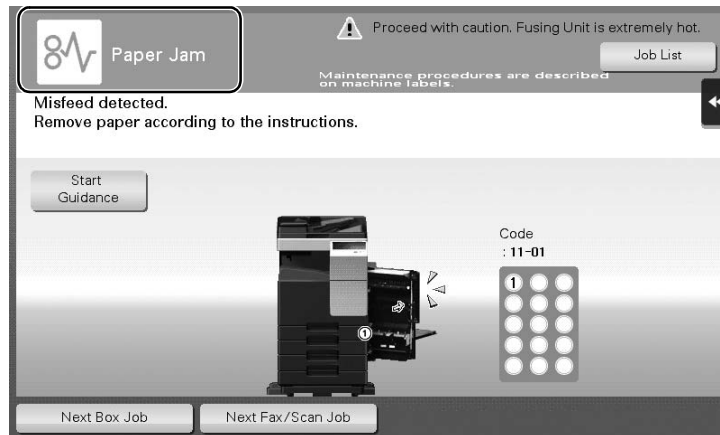 Proceed with caution. Fusing Unit is extremely hot.
Paper Jam
Job List
Maintenance procedures are described
on machine labels.
Misfeed detected.
Remove paper according to the instructions.
Start
Guidance
Code
: 11-01
1
1
Next Box Job
Next Fax/Scan Job